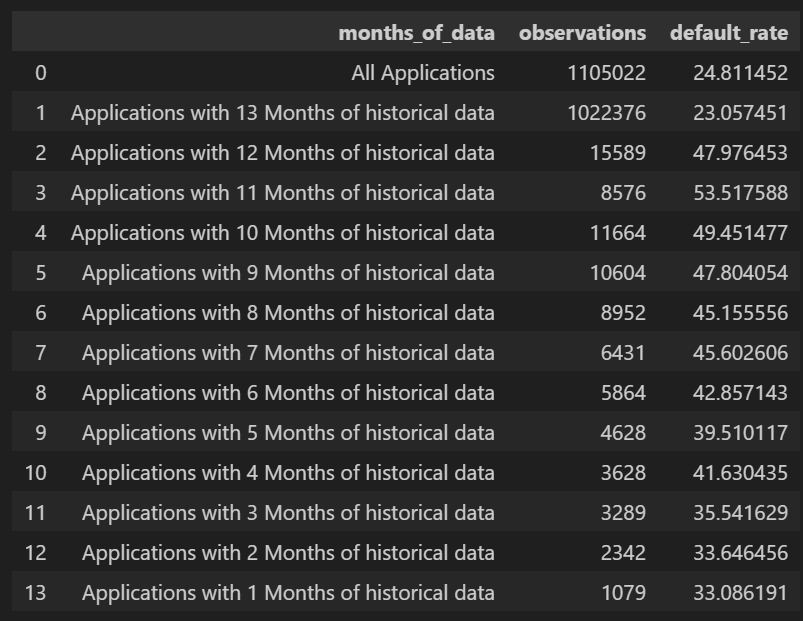 months_of_data observations default_rate
0 All Applications 1105022 24.811452
1 Applications with 13 Months of historical data 1022376 23.057451
2 Applications with 12 Months of historical data 15589 47.976453
3 Applications with 11 Months of historical data 8576 53.517588
4 Applications with 10 Months of historical data 11664 49.451477
5 Applications with 9 Months of historical data 10604 47.804054
6 Applications with 8 Months of historical data 8952 45.155556
7 Applications with 7 Months of historical data 6431 45.602606
8 Applications with 6 Months of historical data 5864 42.857143
9 Applications with 5 Months of historical data 4628 39.510117
10 Applications with 4 Months of historical data 3628 41.630435
11 Applications with 3 Months of historical data 3289 35.541629
12 Applications with 2 Months of historical data 2342 33.646456
13 Applications with 1 Months of historical data 1079 33.086191